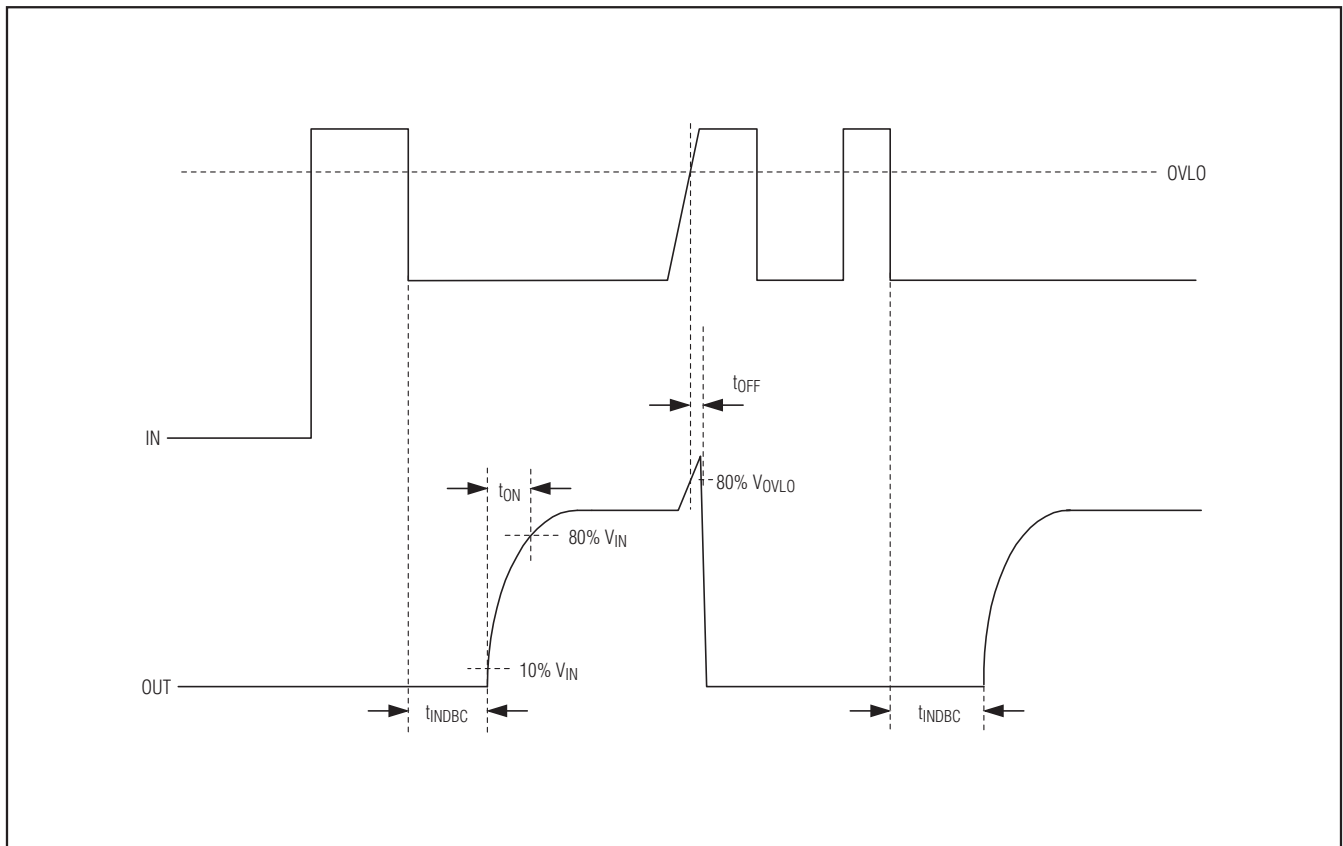 OVLO
tOFF
IN
80% VOVLO
tON
80% VIN
10% VIN
OUT
tINDBC
tINDBC